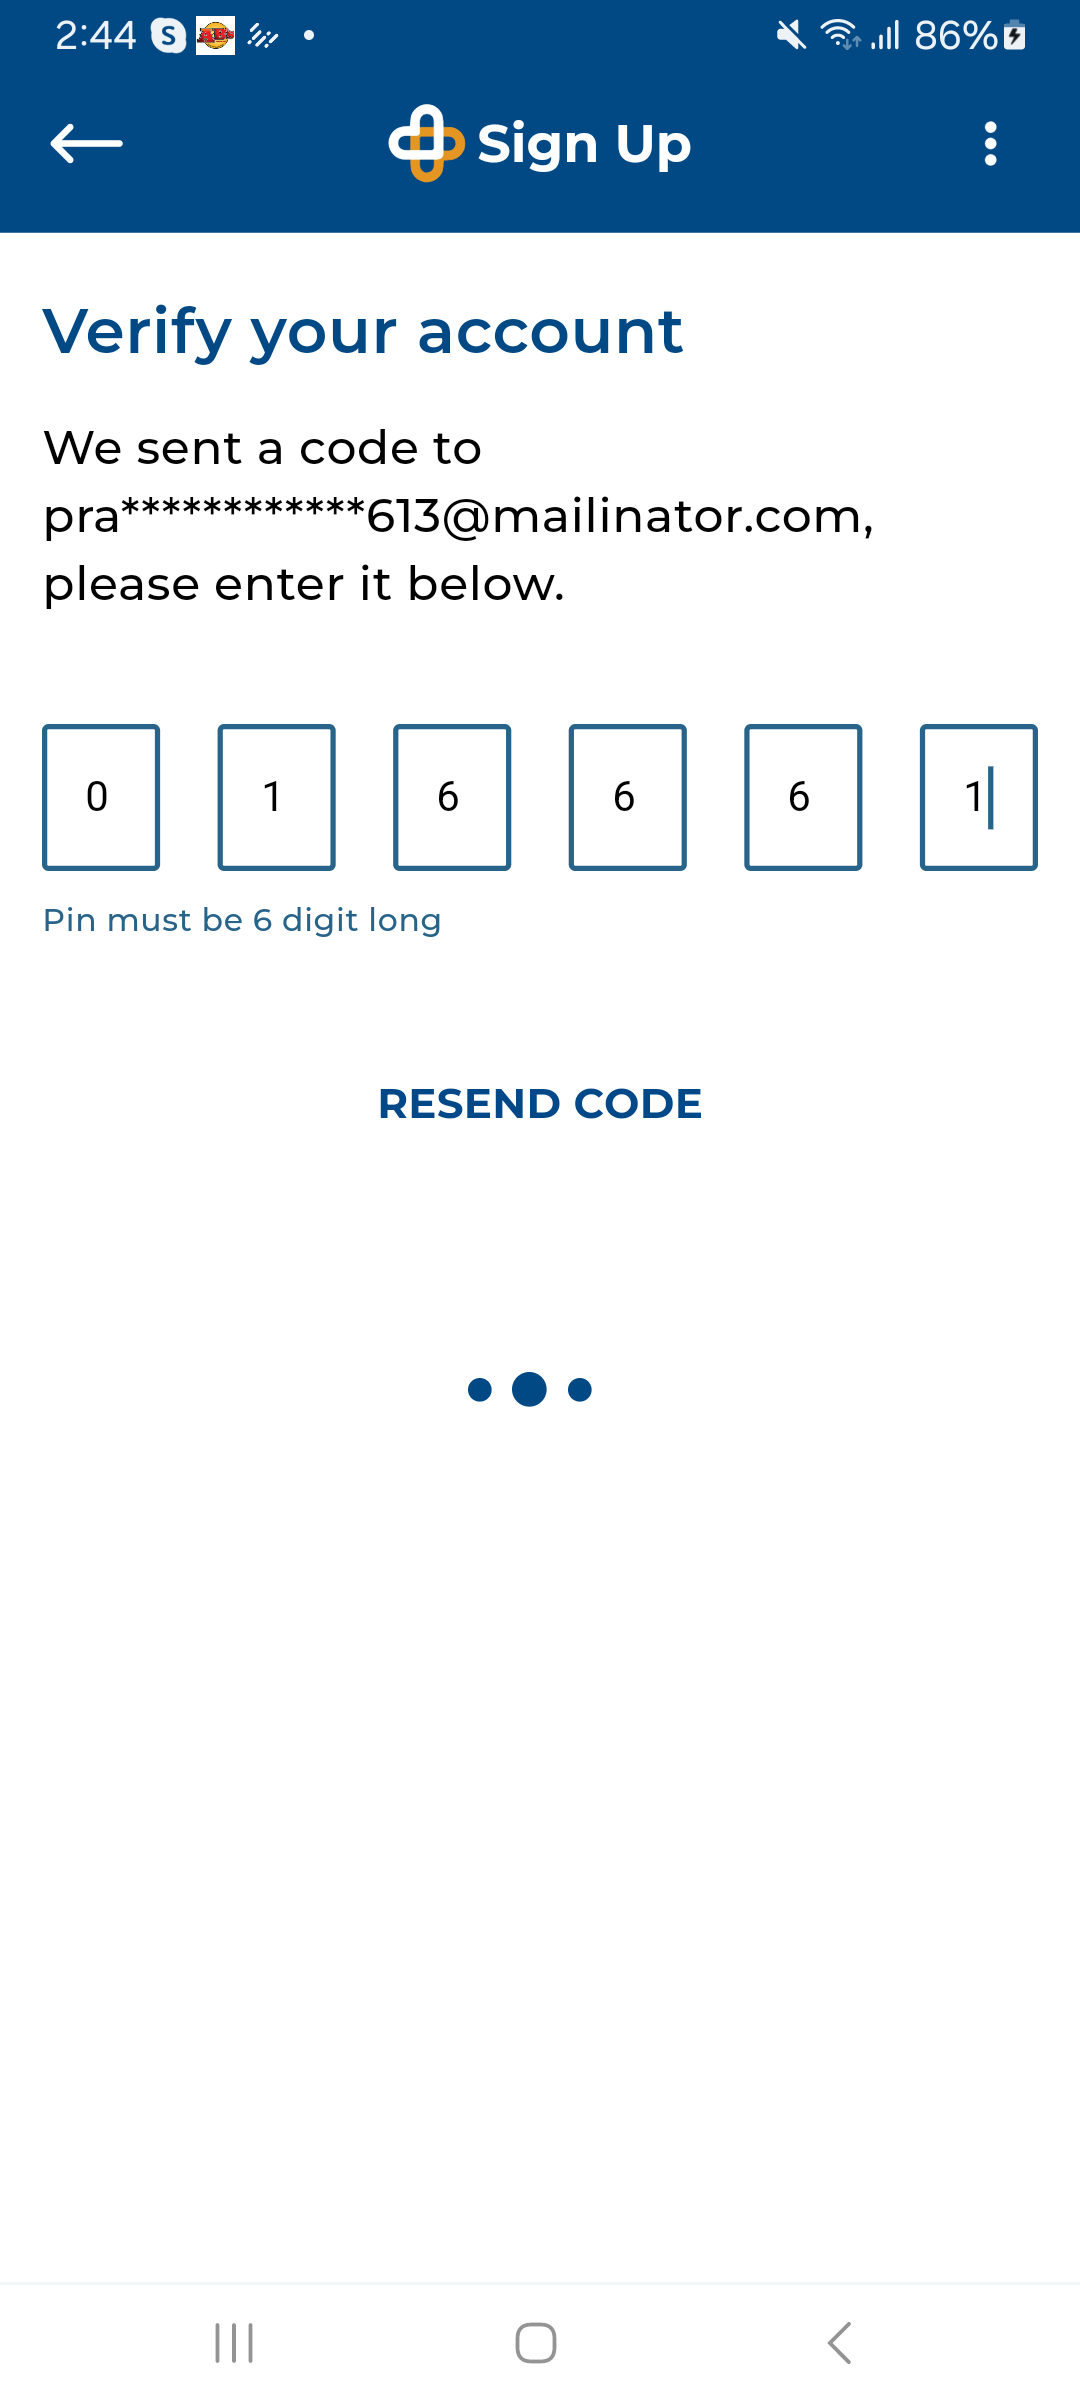 2:44 S 86%
Sign Up
Verify your account
We sent a code to
pra************613@mailinator.com,
please enter it below.
0 1 6 6 6 1
Pin must be 6 digit long
RESEND CODE